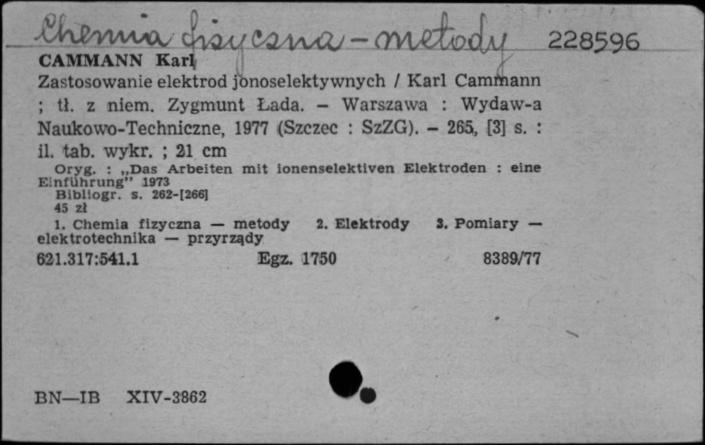 Chemia fizyczna – metody 228596
CAMMANN Karl
Zastosowanie elektrod jonoselektywnych / Karl Cammann
; tł. z niem. Zygmunt Łada. – Warszawa : Wydaw-a
Naukowo-Techniczne, 1977 (Szczec : SzZG). – 265, [3] s. :
il. tab. wykr. ; 21 cm
Oryg. : „Das Arbeiten mit ionenselektiven Elektroden : eine
Einführung” 1973
Bibliogr. s. 262-[266]
45 zł
1. Chemia fizyczna — metody 2. Elektrody 3. Pomiary —
elektrotechnika — przyrządy
621.317:541.1 Egz. 1750 8389/77
BN—IB XIV-3862